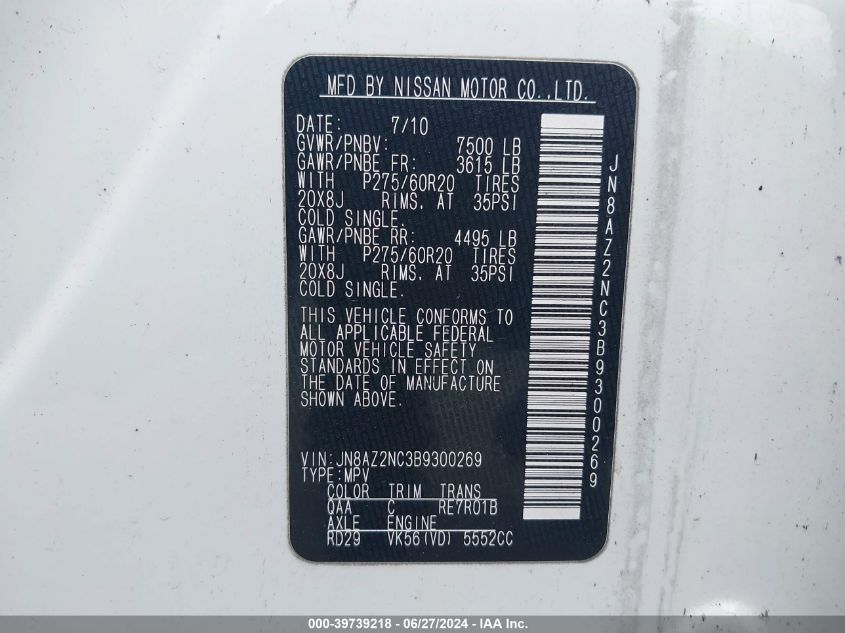 MFD BY NISSAN MOTOR CO.,LTD.
DATE: 7/10
GVWR/PNBV: 7500 LB
GAWR/PNBE FR: 3615 LB
WITH P275/60R20 TIRES
20X8J RIMS, AT 35PSI
COLD SINGLE.
GAWR/PNBE RR: 4495 LB
WITH P275/60R20 TIRES
20X8J RIMS, AT 35PSI
COLD SINGLE.
THIS VEHICLE CONFORMS TO
ALL APPLICABLE FEDERAL
MOTOR VEHICLE SAFETY
STANDARDS IN EFFECT ON
THE DATE OF MANUFACTURE
SHOWN ABOVE.
VIN:JN8AZ2NC3B9300269
TYPE:MPV
COLOR TRIM TRANS
QAA C RE7R01B
AXLE ENGINE
RD29 VK56(VD) 5552CC
JN8AZ2NC3B9300269
000-39739218 - 06/27/2024 - IAA Inc.